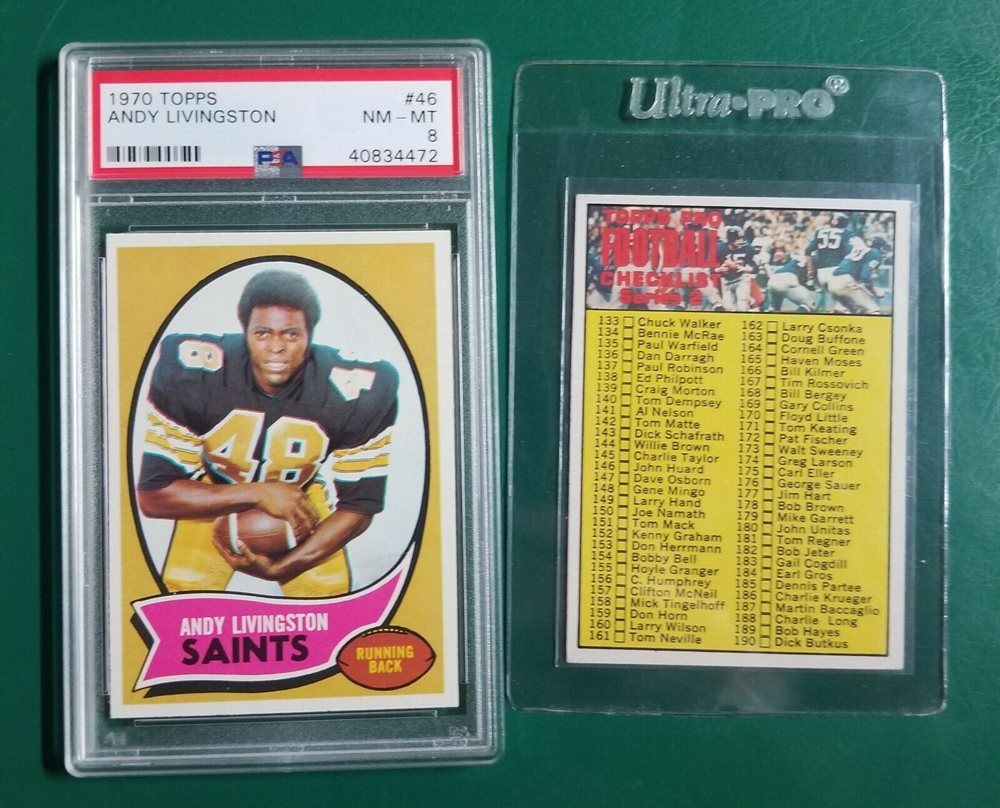 1970 TOPPS #46
ANDY LIVINGSTON NM-MT
8
PSA 40834472
48
48
48
ANDY LIVINGSTON
SAINTS
RUNNING
BACK
Ultra·PRO®
TOPPS PRO
FOOTBALL
CHECKLIST
Series 2
55
133 Chuck Walker
134 Bennie McRae
135 Paul Warfield
136 Dan Darragh
137 Paul Robinson
138 Ed Philpott
139 Craig Morton
140 Tom Dempsey
141 Al Nelson
142 Tom Matte
143 Dick Schafrath
144 Willie Brown
145 Charlie Taylor
146 John Huard
147 Dave Osborn
148 Gene Mingo
149 Larry Hand
150 Joe Namath
151 Tom Mack
152 Kenny Graham
153 Don Herrmann
154 Bobby Bell
155 Hoyle Granger
156 C. Humphrey
157 Clifton McNeil
158 Mick Tingelhoff
159 Don Horn
160 Larry Wilson
161 Tom Neville
162 Larry Csonka
163 Doug Buffone
164 Cornell Green
165 Haven Moses
166 Bill Kilmer
167 Tim Rossovich
168 Bill Bergey
169 Gary Collins
170 Floyd Little
171 Tom Keating
172 Pat Fischer
173 Walt Sweeney
174 Greg Larson
175 Carl Eller
176 George Sauer
177 Jim Hart
178 Bob Brown
179 Mike Garrett
180 John Unitas
181 Tom Regner
182 Bob Jeter
183 Gail Cogdill
184 Earl Gros
185 Dennis Partee
186 Charlie Krueger
187 Martin Baccaglio
188 Charlie Long
189 Bob Hayes
190 Dick Butkus